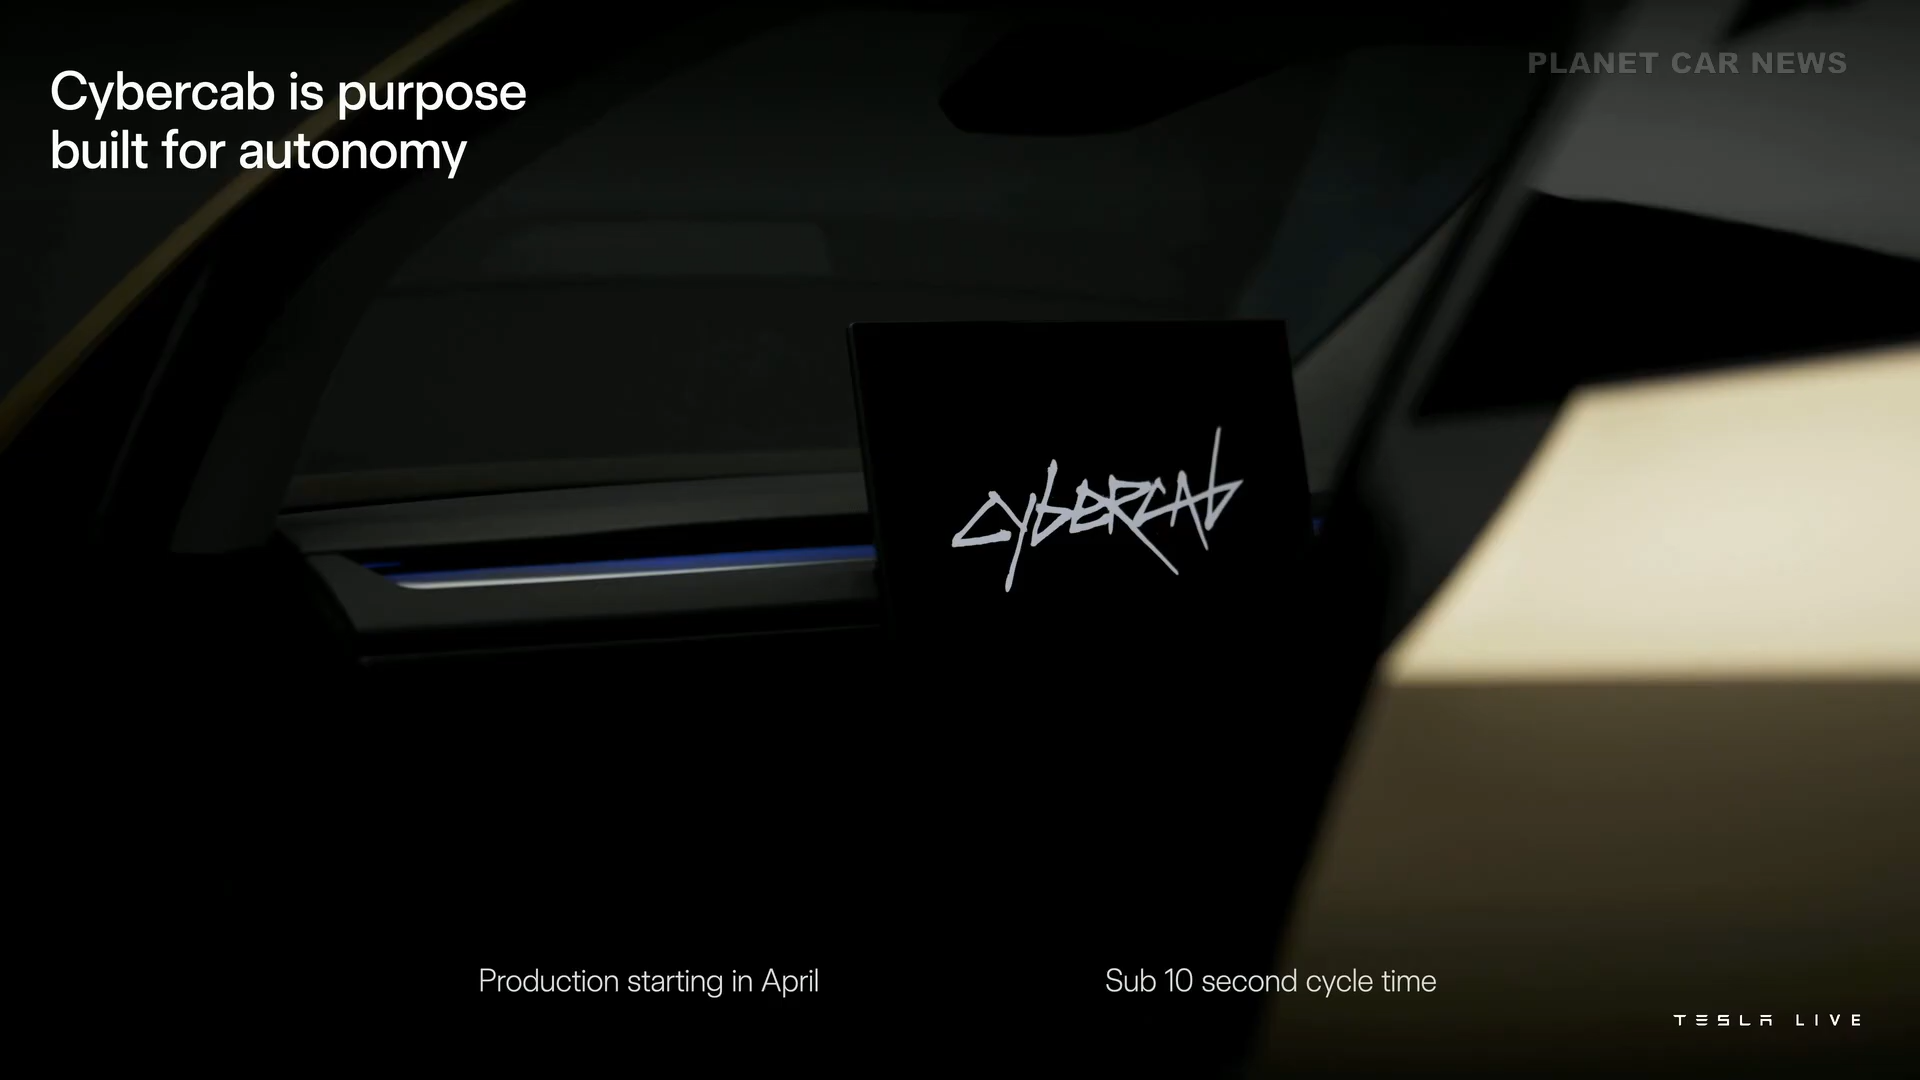 Cybercab is purpose
built for autonomy
PLANET CAR NEWS
cybercab
Production starting in April
Sub 10 second cycle time
TESLA LIVE